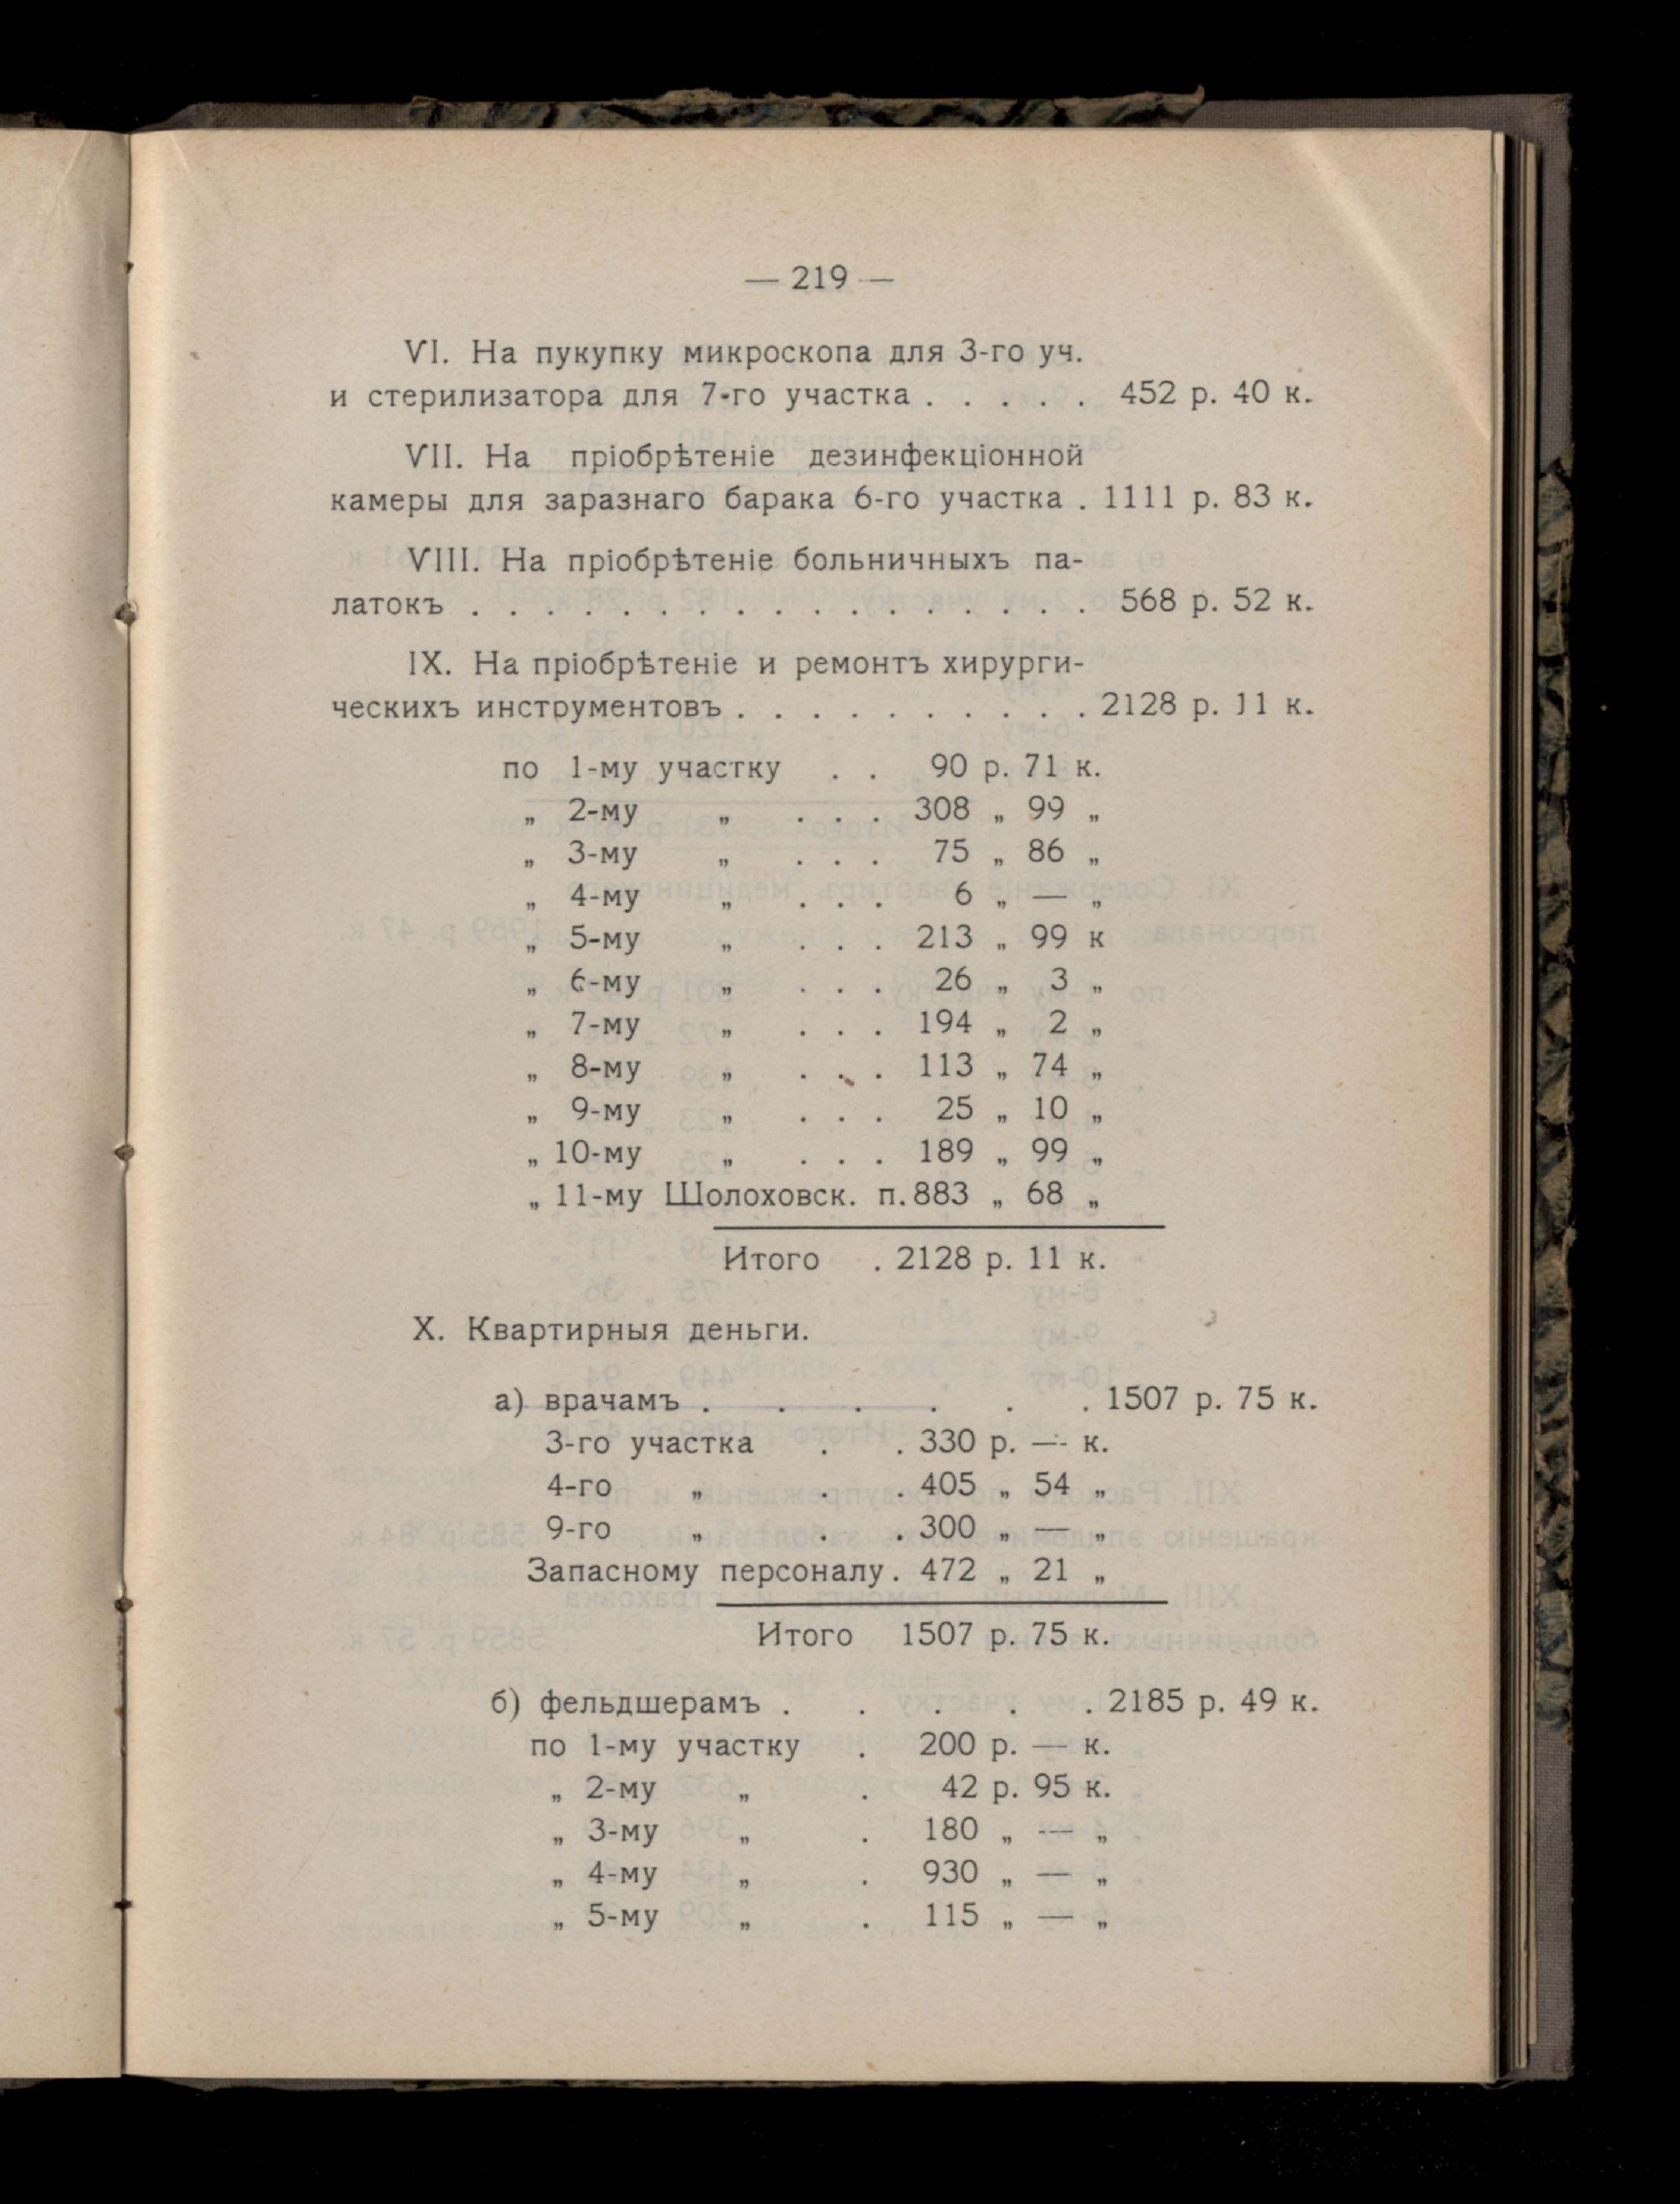 — 219 —
VI. На пукупку микроскопа для 3-го уч.
и стерилизатора для 7-го участка . . . . . 452 р. 40 к.
VII. На пріобрѣтеніе дезинфекціонной
камеры для заразнаго барака 6-го участка . 1111 р. 83 к.
VIII. На пріобрѣтеніе больничныхъ па-
латокъ . . . . . . . . . . . . . . . . . 568 р. 52 к.
IX. На пріобрѣтеніе и ремонтъ хирурги-
ческихъ инструментовъ . . . . . . . . . . 2128 р. 11 к.
по 1-му участку . . 90 р. 71 к.
„ 2-му „ . . . 308 „ 99 „
„ 3-му „ . . . 75 „ 86 „
„ 4-му „ . . . 6 „ — „
„ 5-му „ . . . 213 „ 99 к
„ 6-му „ . . . 26 „ 3 „
„ 7-му „ . . . 194 „ 2 „
„ 8-му „ . . . 113 „ 74 „
„ 9-му „ . . . 25 „ 10 „
„ 10-му „ . . . 189 „ 99 „
„ 11-му Шолоховск. п. 883 „ 68 „
Итого . 2128 р. 11 к.
X. Квартирныя деньги.
а) врачамъ . . . . . . 1507 р. 75 к.
3-го участка . . 330 р. — к.
4-го „ . . 405 „ 54 „
9-го „ . . 300 „ — „
Запасному персоналу . 472 „ 21 „
Итого 1507 р. 75 к.
б) фельдшерамъ . . . . . 2185 р. 49 к.
по 1-му участку . 200 р. — к.
„ 2-му „ . 42 р. 95 к.
„ 3-му „ . 180 „ — „
„ 4-му „ . 930 „ — „
„ 5-му „ . 115 „ — „